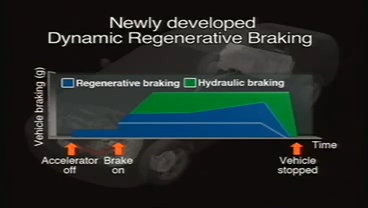 Newly developed
Dynamic Regenerative Braking
Regenerative braking Hydraulic braking
Vehicle braking (g)
Time
Accelerator off
Brake on
Vehicle stopped